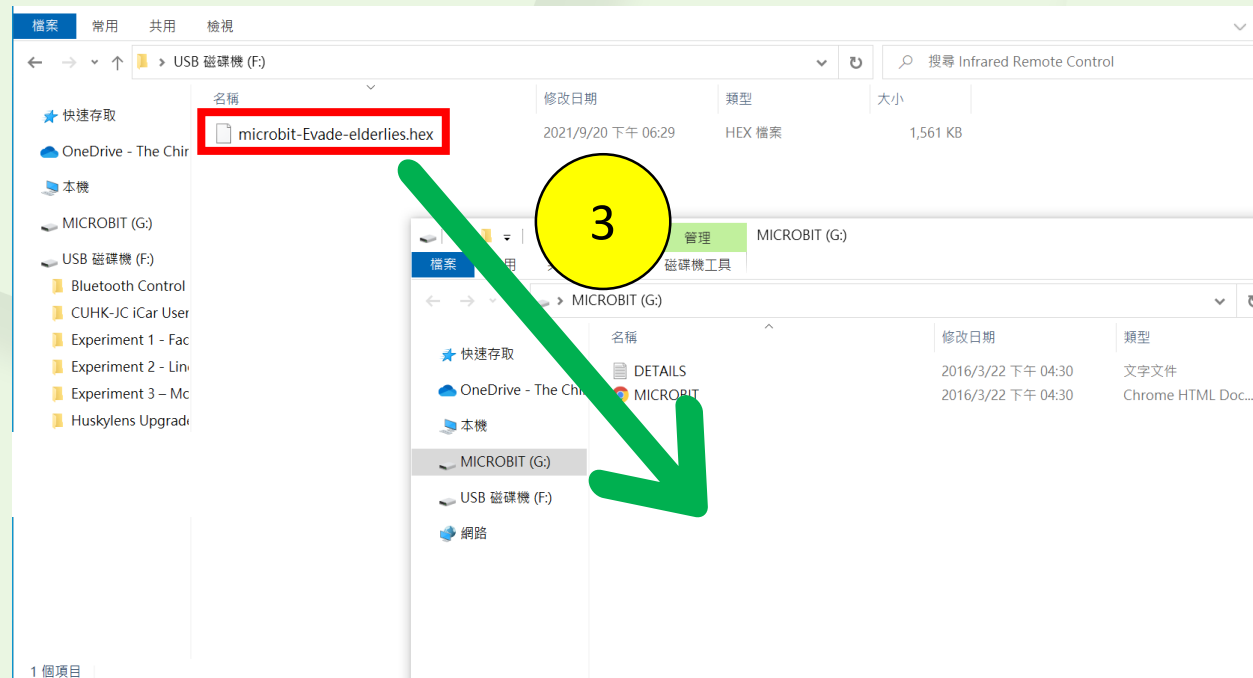 檔案 常用 共用 檢視
USB 磁碟機 (F:) 搜尋 Infrared Remote Control
名稱 修改日期 類型 大小
快速存取
microbit-Evade-elderlies.hex 2021/9/20 下午 06:29 HEX 檔案 1,561 KB
OneDrive - The Chir
本機
MICROBIT (G:)
USB 磁碟機 (F:)
Bluetooth Control
CUHK-JC iCar User
Experiment 1 - Fac
Experiment 2 - Line
Experiment 3 – Mo
Huskylens Upgrade
1 個項目
3
管理 MICROBIT (G:)
檔案 用 磁碟機工具
MICROBIT (G:)
名稱 修改日期 類型
快速存取
DETAILS 2016/3/22 下午 04:30 文字文件
OneDrive - The Chi
MICROBIT 2016/3/22 下午 04:30 Chrome HTML Doc...
本機
MICROBIT (G:)
USB 磁碟機 (F:)
網路